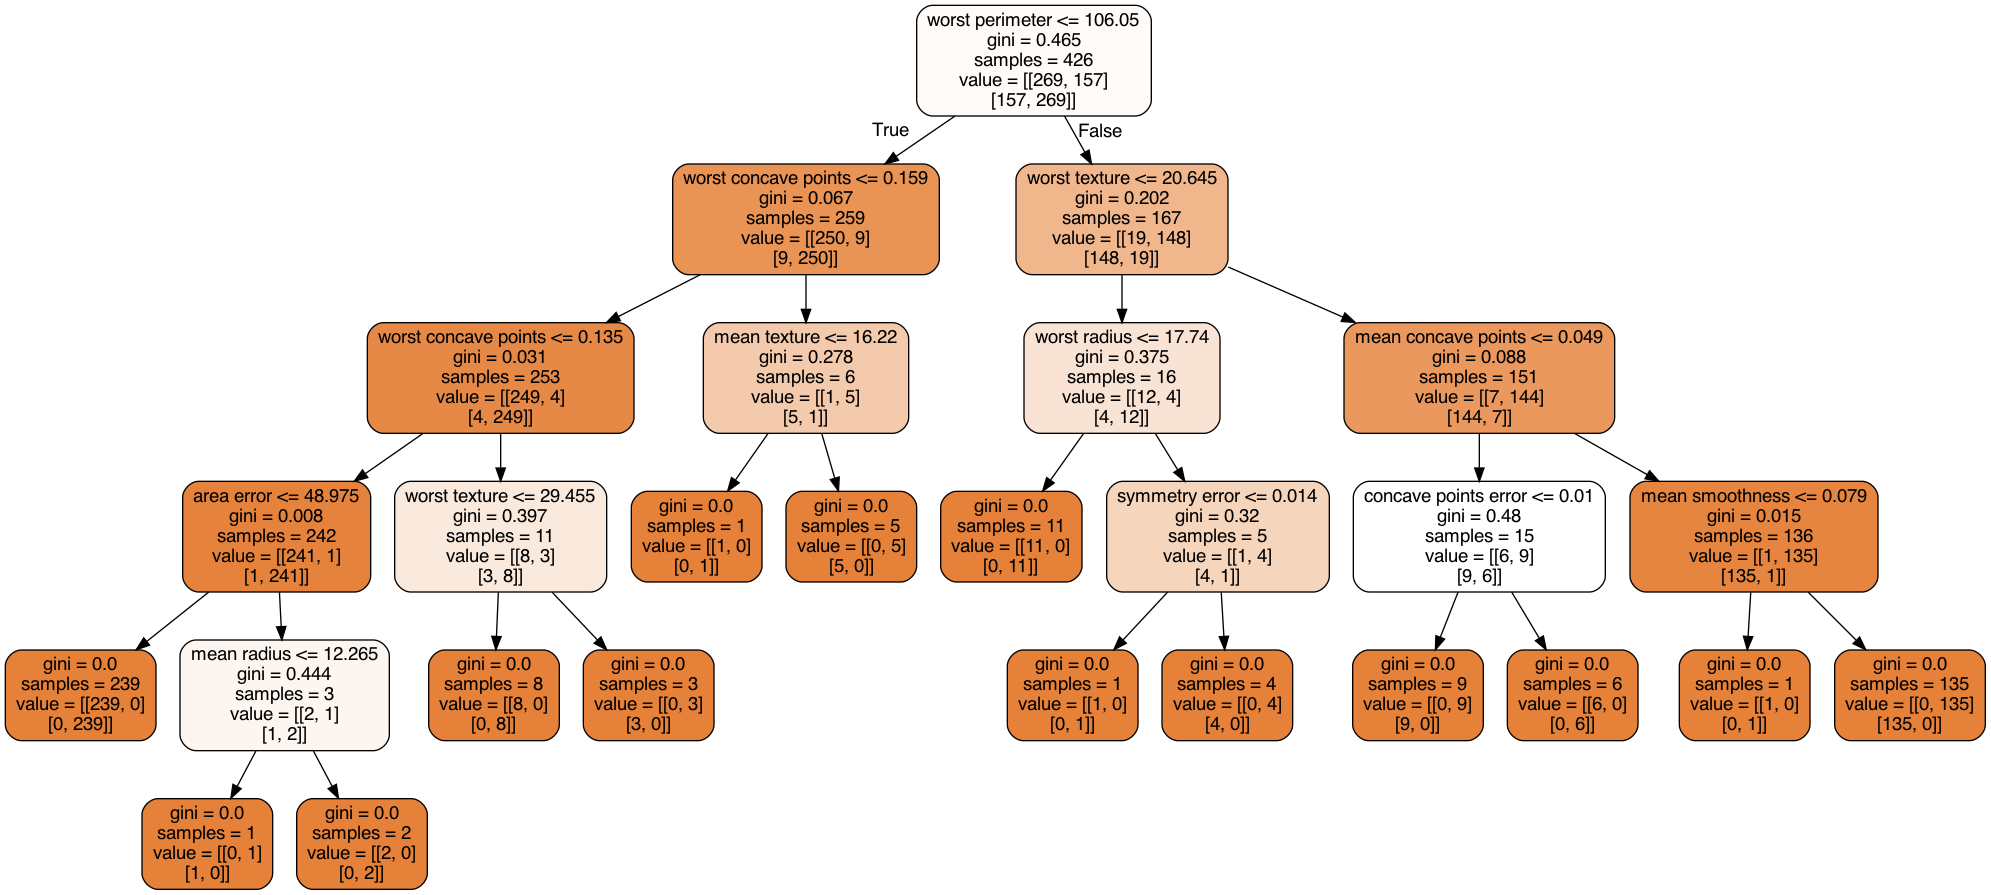 worst perimeter <= 106.05
gini = 0.465
samples = 426
value = [[269, 157]
[157, 269]]
True
False
worst concave points <= 0.159
gini = 0.067
samples = 259
value = [[250, 9]
[9, 250]]
worst texture <= 20.645
gini = 0.202
samples = 167
value = [[19, 148]
[148, 19]]
worst concave points <= 0.135
gini = 0.031
samples = 253
value = [[249, 4]
[4, 249]]
mean texture <= 16.22
gini = 0.278
samples = 6
value = [[1, 5]
[5, 1]]
worst radius <= 17.74
gini = 0.375
samples = 16
value = [[12, 4]
[4, 12]]
mean concave points <= 0.049
gini = 0.088
samples = 151
value = [[7, 144]
[144, 7]]
area error <= 48.975
gini = 0.008
samples = 242
value = [[241, 1]
[1, 241]]
worst texture <= 29.455
gini = 0.397
samples = 11
value = [[8, 3]
[3, 8]]
gini = 0.0
samples = 1
value = [[1, 0]
[0, 1]]
gini = 0.0
samples = 5
value = [[0, 5]
[5, 0]]
gini = 0.0
samples = 11
value = [[11, 0]
[0, 11]]
symmetry error <= 0.014
gini = 0.32
samples = 5
value = [[1, 4]
[4, 1]]
concave points error <= 0.01
gini = 0.48
samples = 15
value = [[6, 9]
[9, 6]]
mean smoothness <= 0.079
gini = 0.015
samples = 136
value = [[1, 135]
[135, 1]]
gini = 0.0
samples = 239
value = [[239, 0]
[0, 239]]
mean radius <= 12.265
gini = 0.444
samples = 3
value = [[2, 1]
[1, 2]]
gini = 0.0
samples = 8
value = [[8, 0]
[0, 8]]
gini = 0.0
samples = 3
value = [[0, 3]
[3, 0]]
gini = 0.0
samples = 1
value = [[1, 0]
[0, 1]]
gini = 0.0
samples = 4
value = [[0, 4]
[4, 0]]
gini = 0.0
samples = 9
value = [[0, 9]
[9, 0]]
gini = 0.0
samples = 6
value = [[6, 0]
[0, 6]]
gini = 0.0
samples = 1
value = [[1, 0]
[0, 1]]
gini = 0.0
samples = 135
value = [[0, 135]
[135, 0]]
gini = 0.0
samples = 1
value = [[0, 1]
[1, 0]]
gini = 0.0
samples = 2
value = [[2, 0]
[0, 2]]